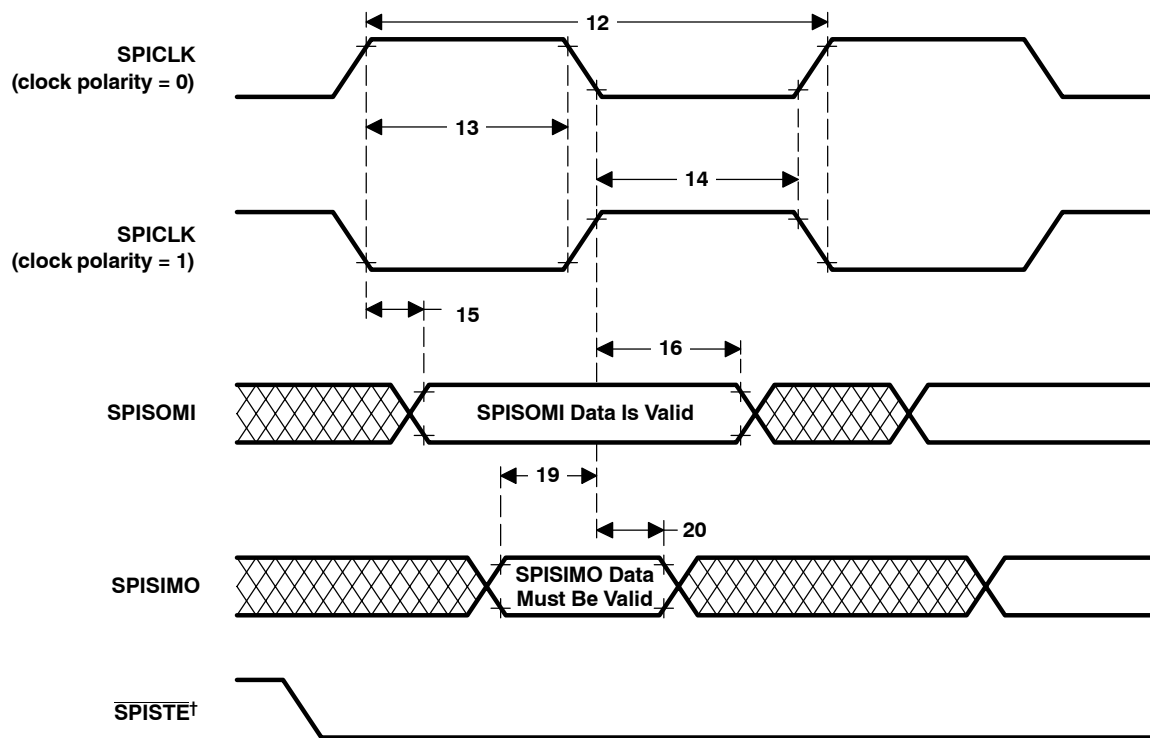 12
SPICLK
(clock polarity = 0)
13
14
SPICLK
(clock polarity = 1)
15
16
SPISOMI
SPISOMI Data Is Valid
19
20
SPISIMO
SPISIMO Data
Must Be Valid
SPISTE†